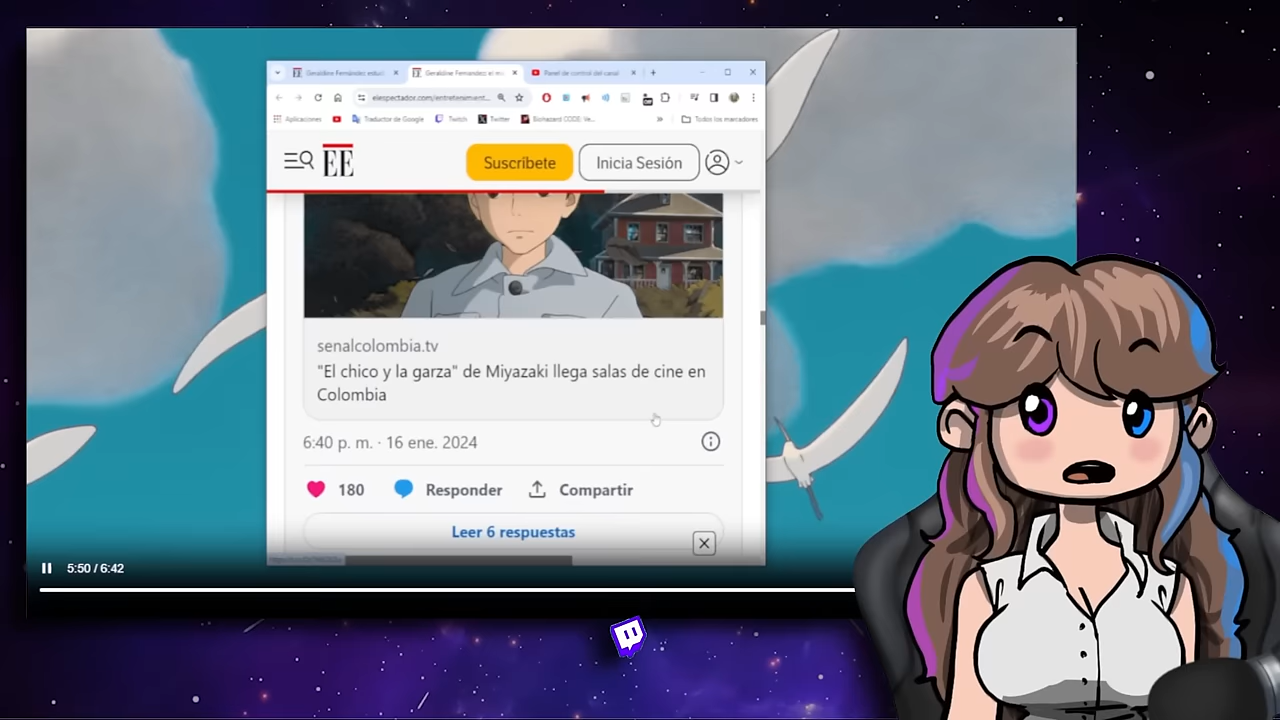 Geraldine Fernández
Geraldine Fernandez el
Panel de control del canal
elespectador.com/entretenimient...
Aplicaciones
Traductor de Google
Twitch
Twitter
Biohazard CODE: Ve...
Todos los marcadores
EE
Suscríbete
Inicia Sesión
senalcolombia.tv
"El chico y la garza" de Miyazaki llega salas de cine en
Colombia
6:40 p. m. · 16 ene. 2024
180
Responder
Compartir
Leer 6 respuestas
5:50 / 6:42